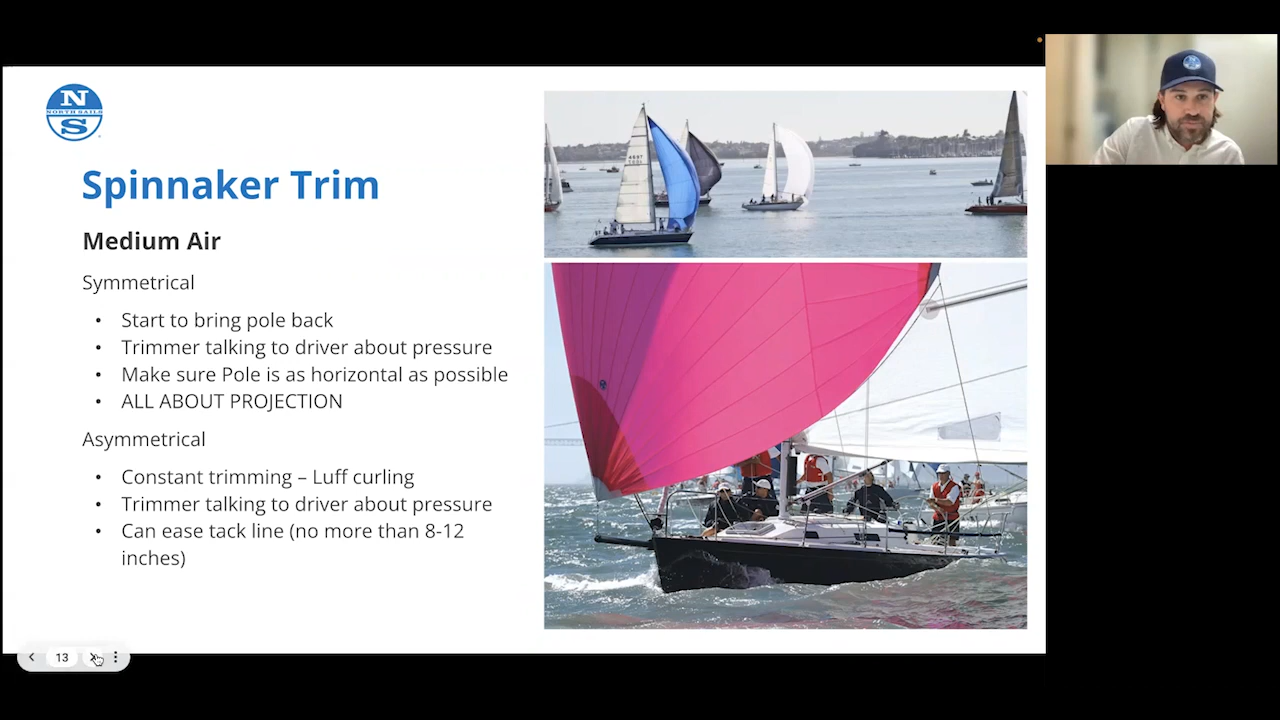 N
NORTH SAILS
S
Spinnaker Trim
Medium Air
Symmetrical
• Start to bring pole back
• Trimmer talking to driver about pressure
• Make sure Pole is as horizontal as possible
• ALL ABOUT PROJECTION
Asymmetrical
• Constant trimming – Luff curling
• Trimmer talking to driver about pressure
• Can ease tack line (no more than 8-12
inches)
13